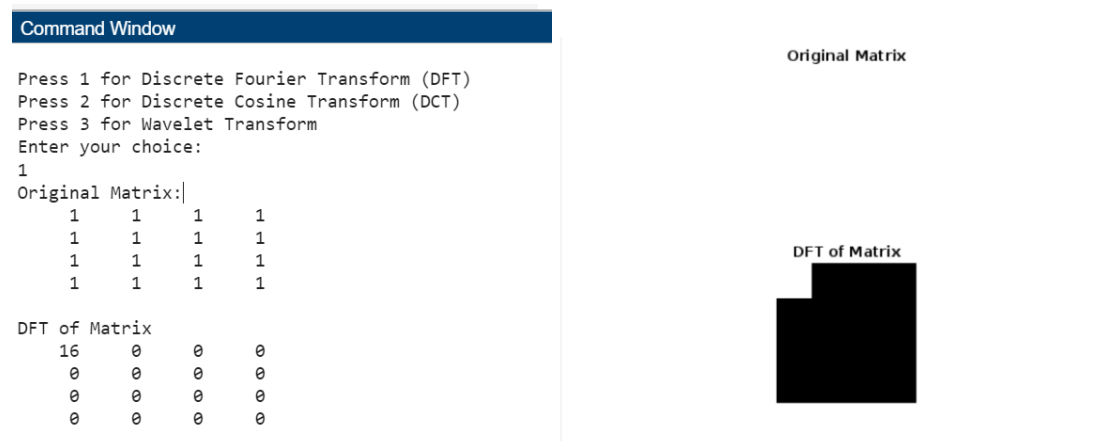 Command Window
Press 1 for Discrete Fourier Transform (DFT)
Press 2 for Discrete Cosine Transform (DCT)
Press 3 for Wavelet Transform
Enter your choice:
1
Original Matrix:
1 1 1 1
1 1 1 1
1 1 1 1
1 1 1 1
DFT of Matrix
16 0 0 0
0 0 0 0
0 0 0 0
0 0 0 0
Original Matrix
DFT of Matrix